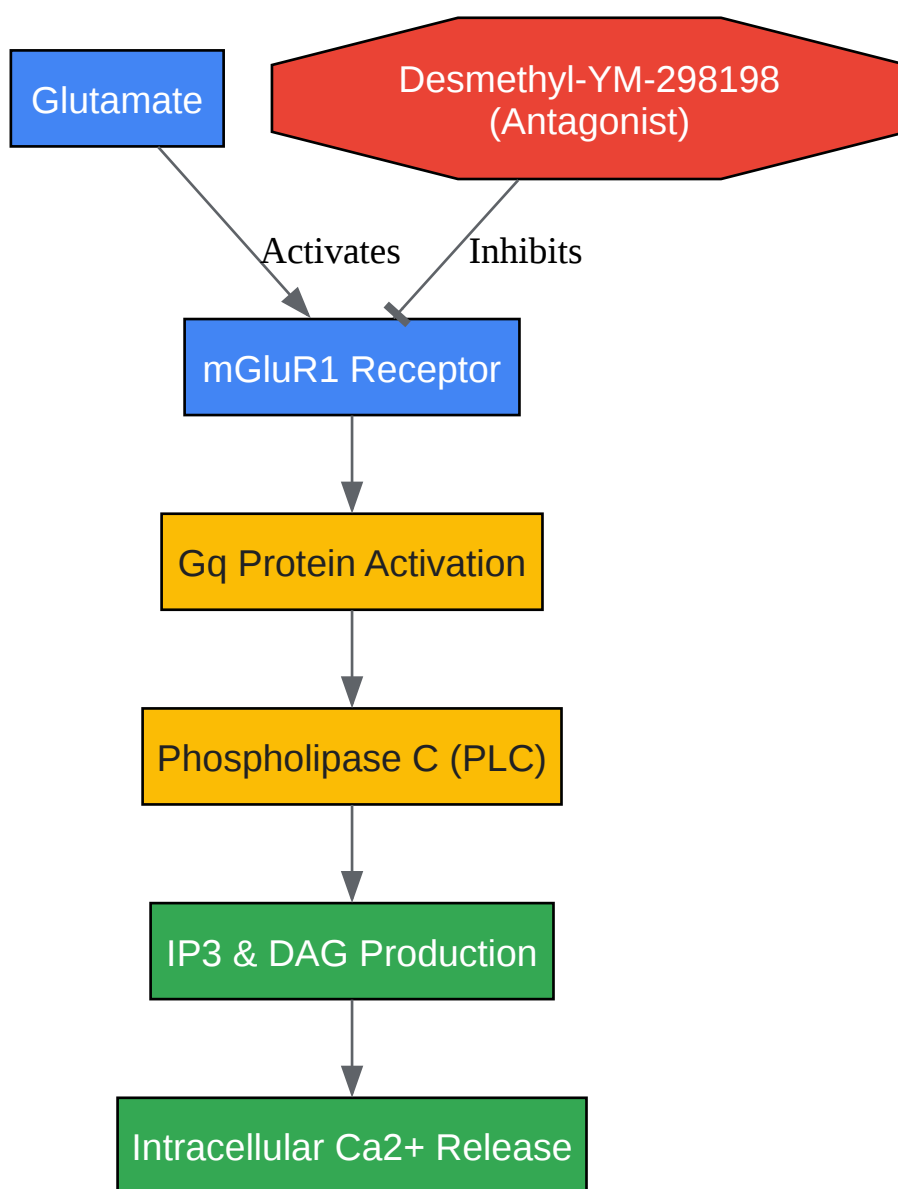 Glutamate
Desmethyl-YM-298198
(Antagonist)
Activates
Inhibits
mGluR1 Receptor
Gq Protein Activation
Phospholipase C (PLC)
IP3 & DAG Production
Intracellular Ca2+ Release